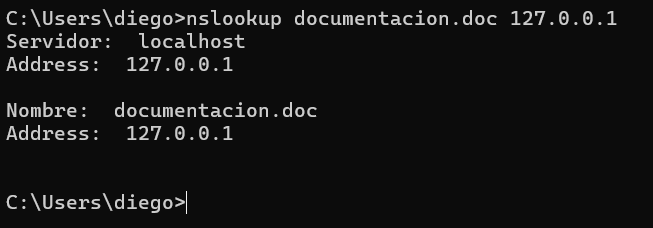 C:\Users\diego>nslookup documentacion.doc 127.0.0.1
Servidor:  localhost
Address:  127.0.0.1

Nombre:  documentacion.doc
Address:  127.0.0.1

C:\Users\diego>